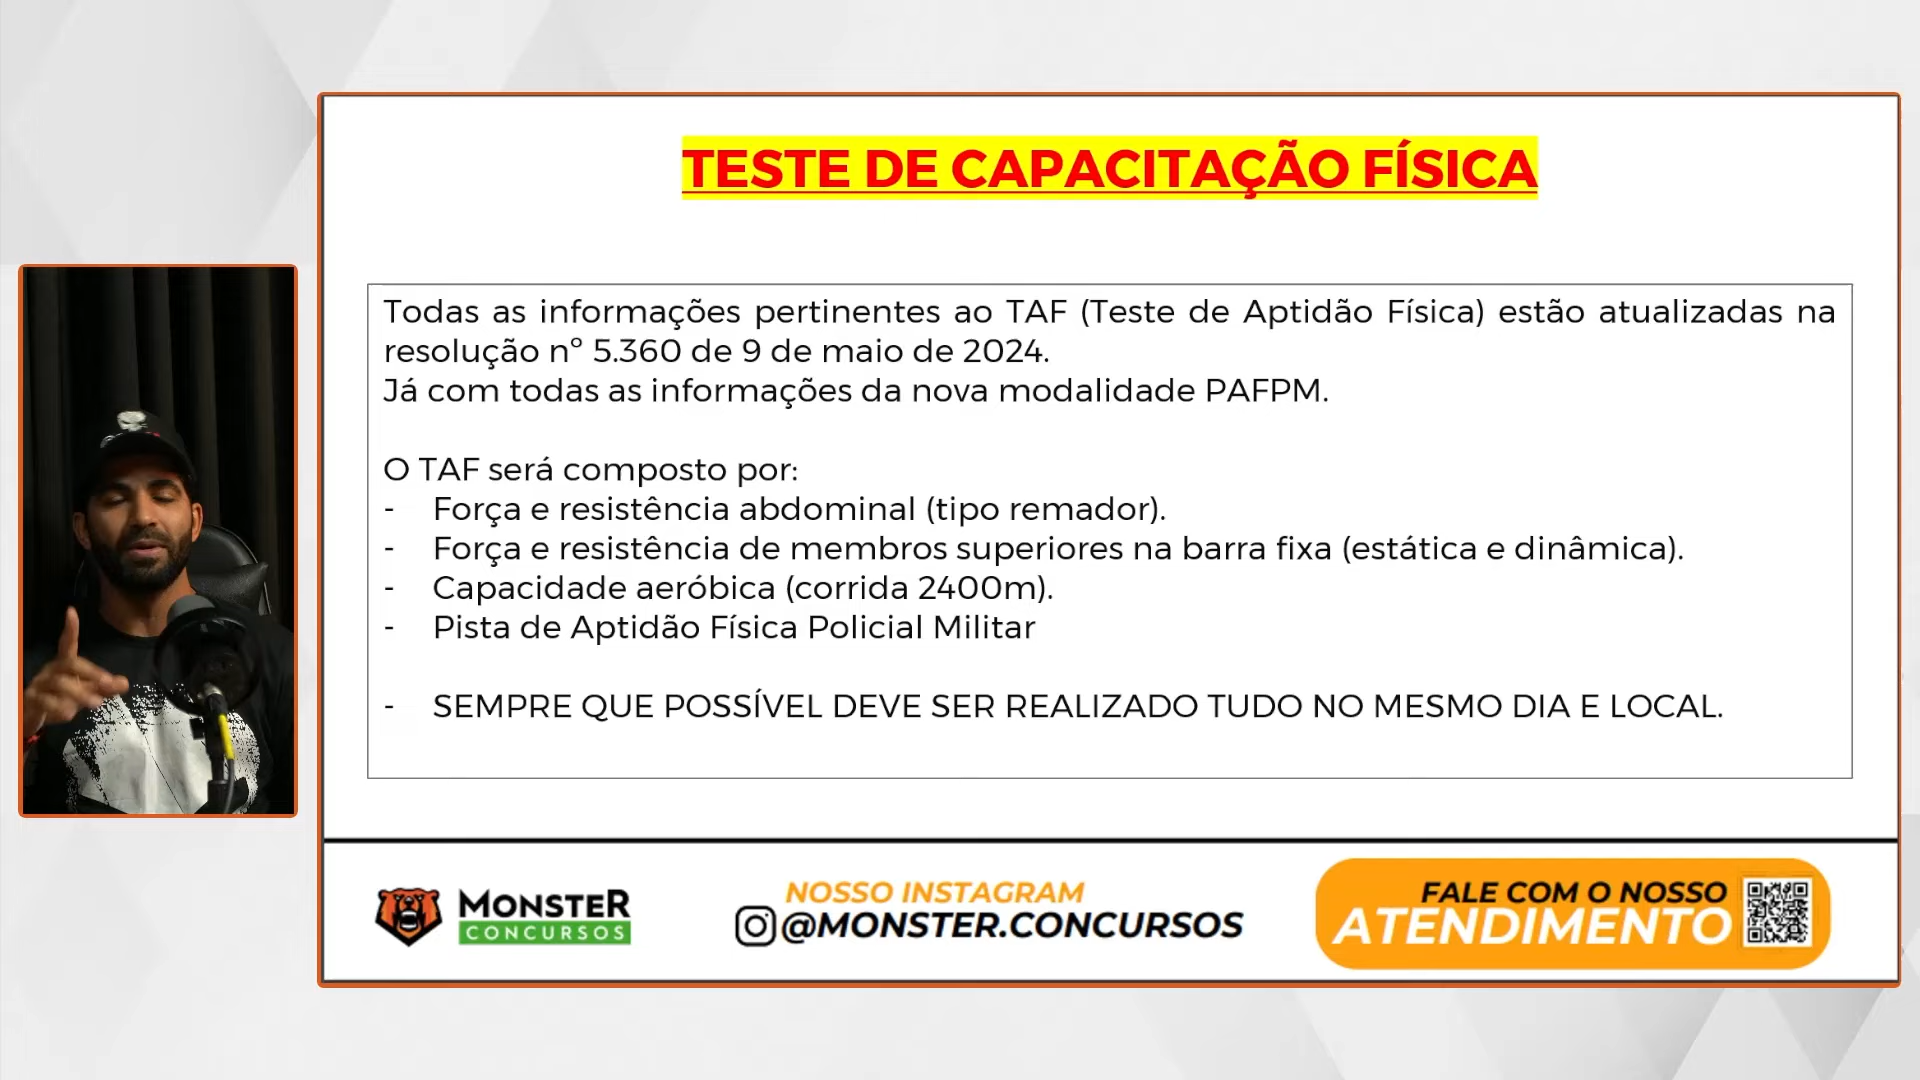 TESTE DE CAPACITAÇÃO FÍSICA
Todas as informações pertinentes ao TAF (Teste de Aptidão Física) estão atualizadas na
resolução nº 5.360 de 9 de maio de 2024.
Já com todas as informações da nova modalidade PAFPM.
O TAF será composto por:
- Força e resistência abdominal (tipo remador).
- Força e resistência de membros superiores na barra fixa (estática e dinâmica).
- Capacidade aeróbica (corrida 2400m).
- Pista de Aptidão Física Policial Militar
- SEMPRE QUE POSSÍVEL DEVE SER REALIZADO TUDO NO MESMO DIA E LOCAL.
MONSTER
CONCURSOS
NOSSO INSTAGRAM
@MONSTER.CONCURSOS
FALE COM O NOSSO
ATENDIMENTO